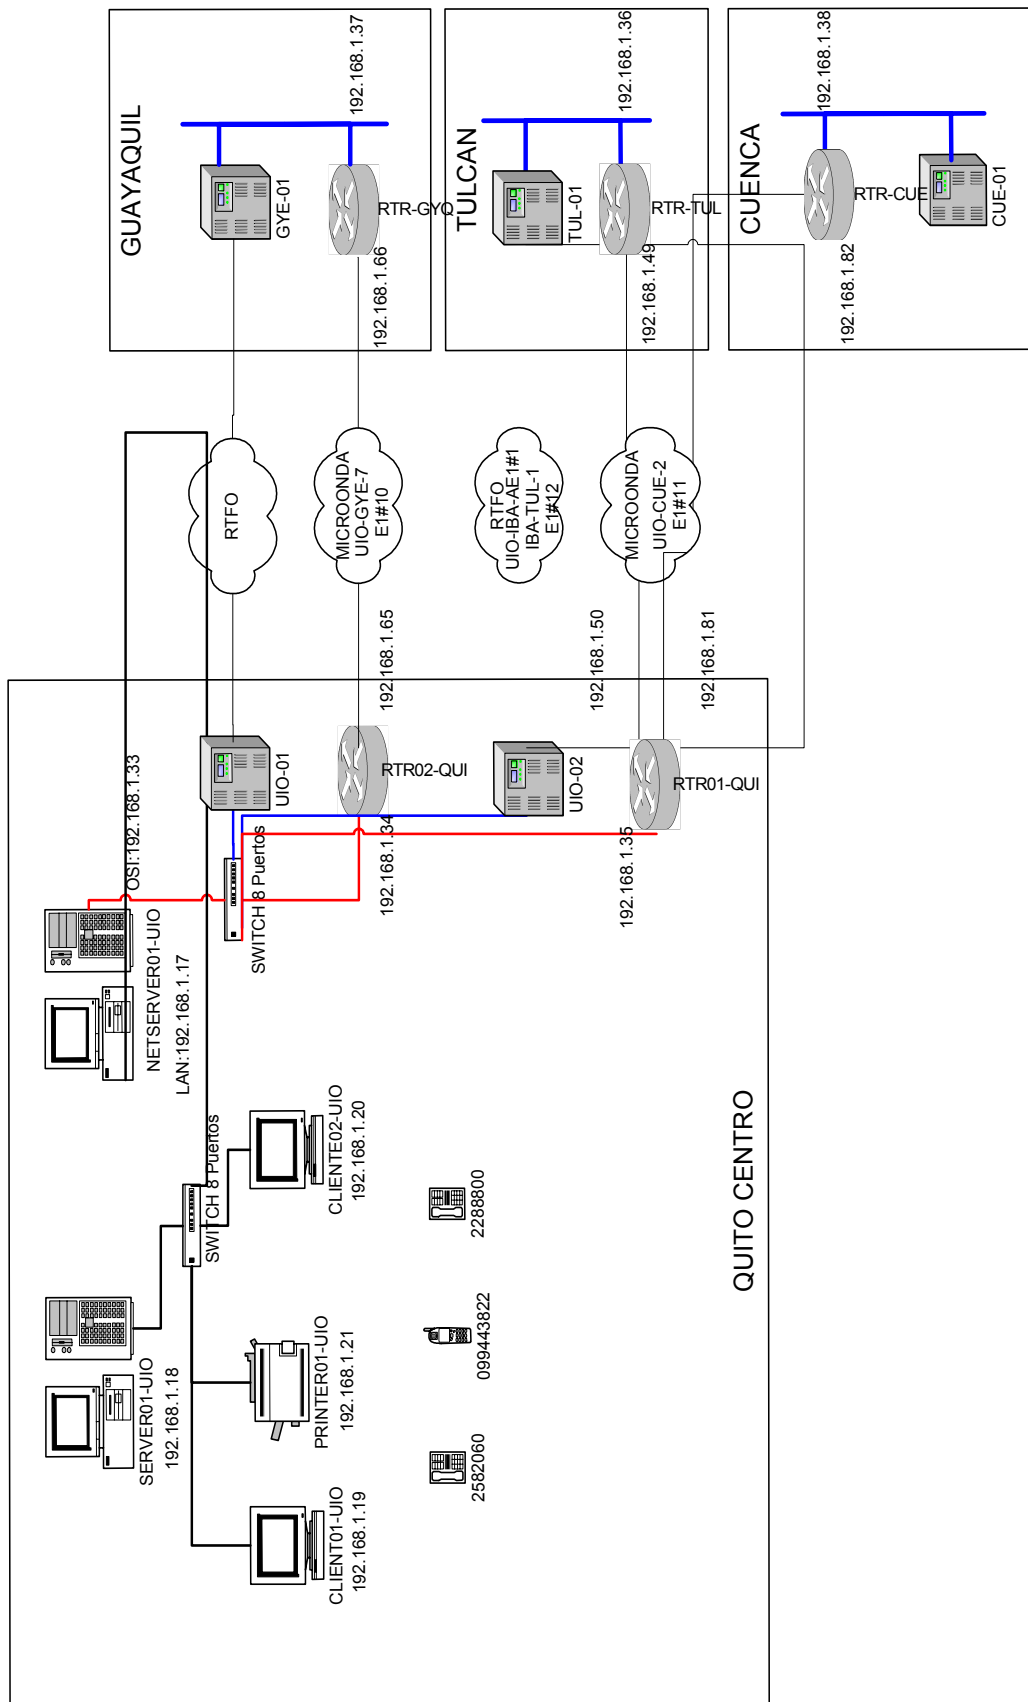 GUAYAQUIL
192.168.1.37
GYE-01
RTR-GYQ
192.168.1.66
TULCAN
192.168.1.36
TUL-01
RTR-TUL
192.168.1.49
CUENCA
192.168.1.38
RTR-CUE
CUE-01
192.168.1.82
RTFO
MICROONDA
UIO-GYE-7
E1#10
RTFO
UIO-IBA-AE1#1
IBA-TUL-1
E1#12
MICROONDA
UIO-CUE-2
E1#11
192.168.1.65
192.168.1.50
192.168.1.81
OSI:192.168.1.33
UIO-01
RTR02-QUI
192.168.1.34
UIO-02
RTR01-QUI
192.168.1.35
SWITCH 8 Puertos
NETSERVER01-UIO
LAN:192.168.1.17
SWITCH 8 Puertos
CLIENTE02-UIO
192.168.1.20
SERVER01-UIO
192.168.1.18
PRINTER01-UIO
192.168.1.21
CLIENT01-UIO
192.168.1.19
2288800
099443822
2582060
QUITO CENTRO